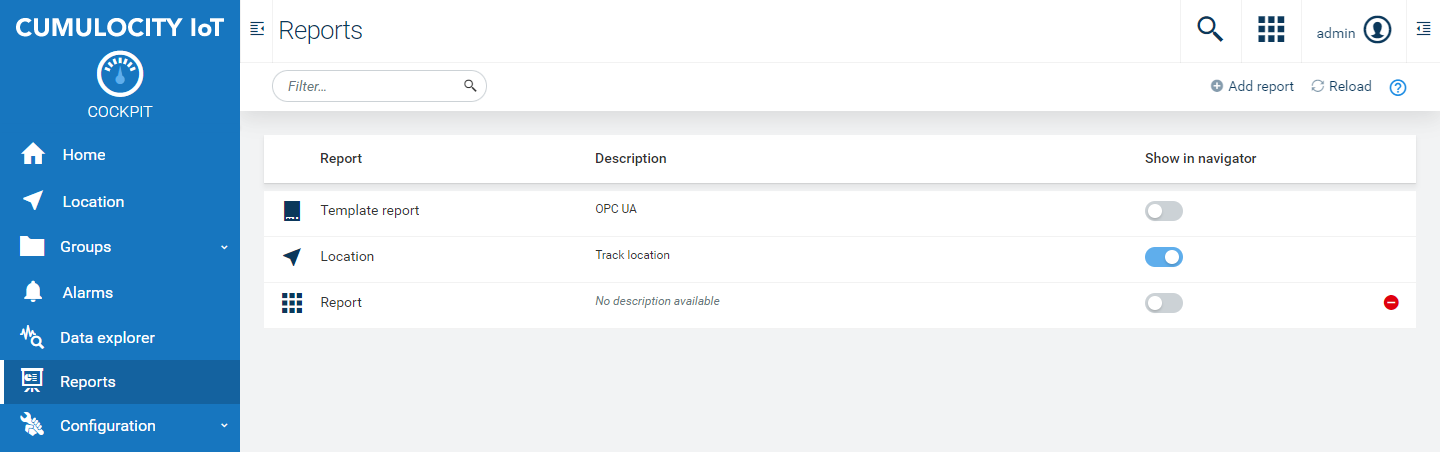 CUMULOCITY IoT
COCKPIT
Home
Location
Groups
Alarms
Data explorer
Reports
Configuration
Reports
admin
Filter...
Add report
Reload
?
Report Description Show in navigator
Template report OPC UA
Location Track location
Report No description available